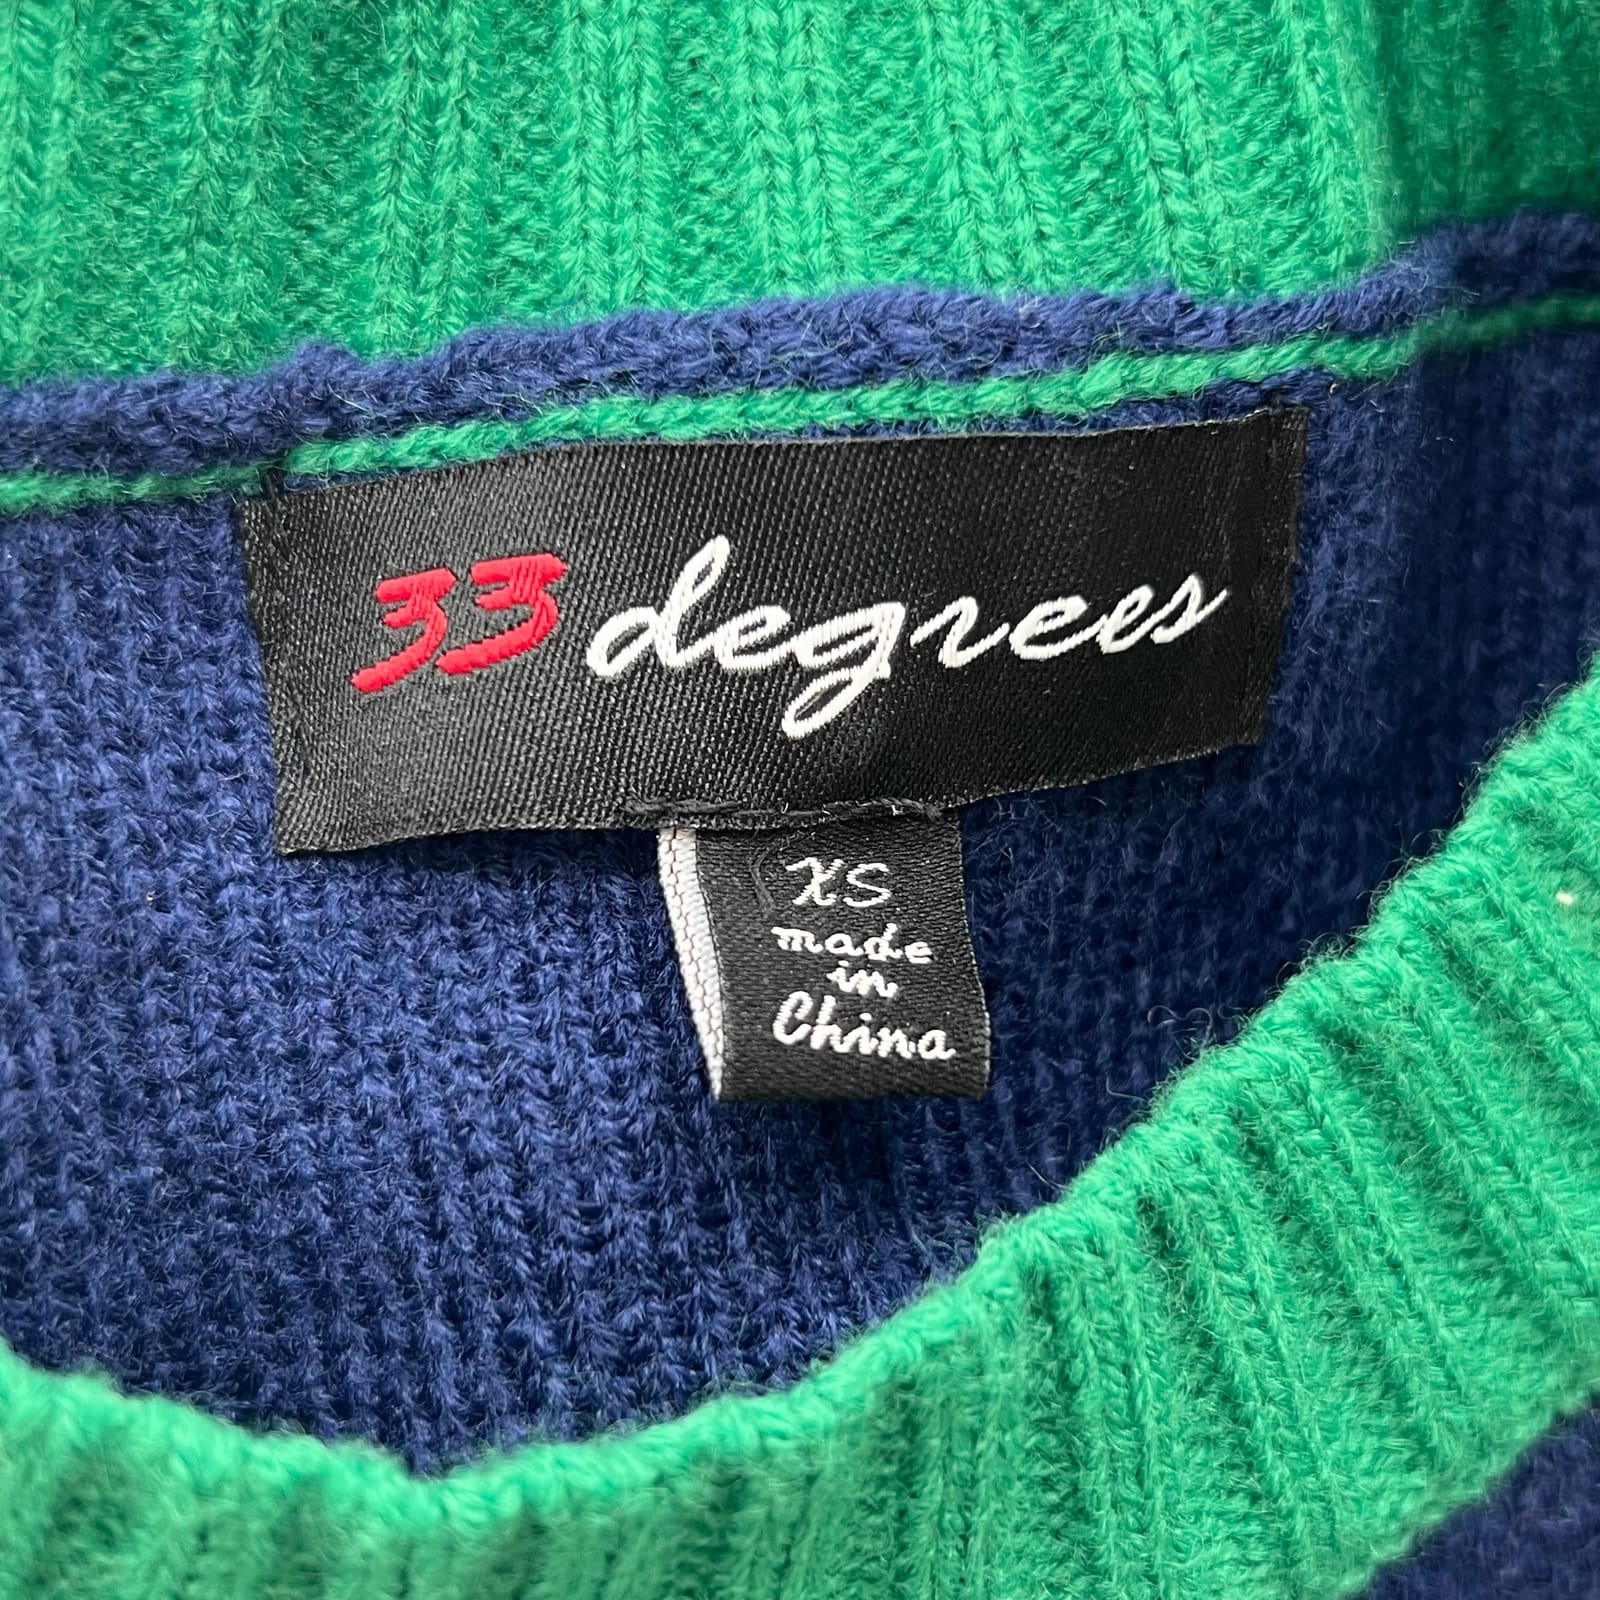 33 degrees
XS
made
in
China